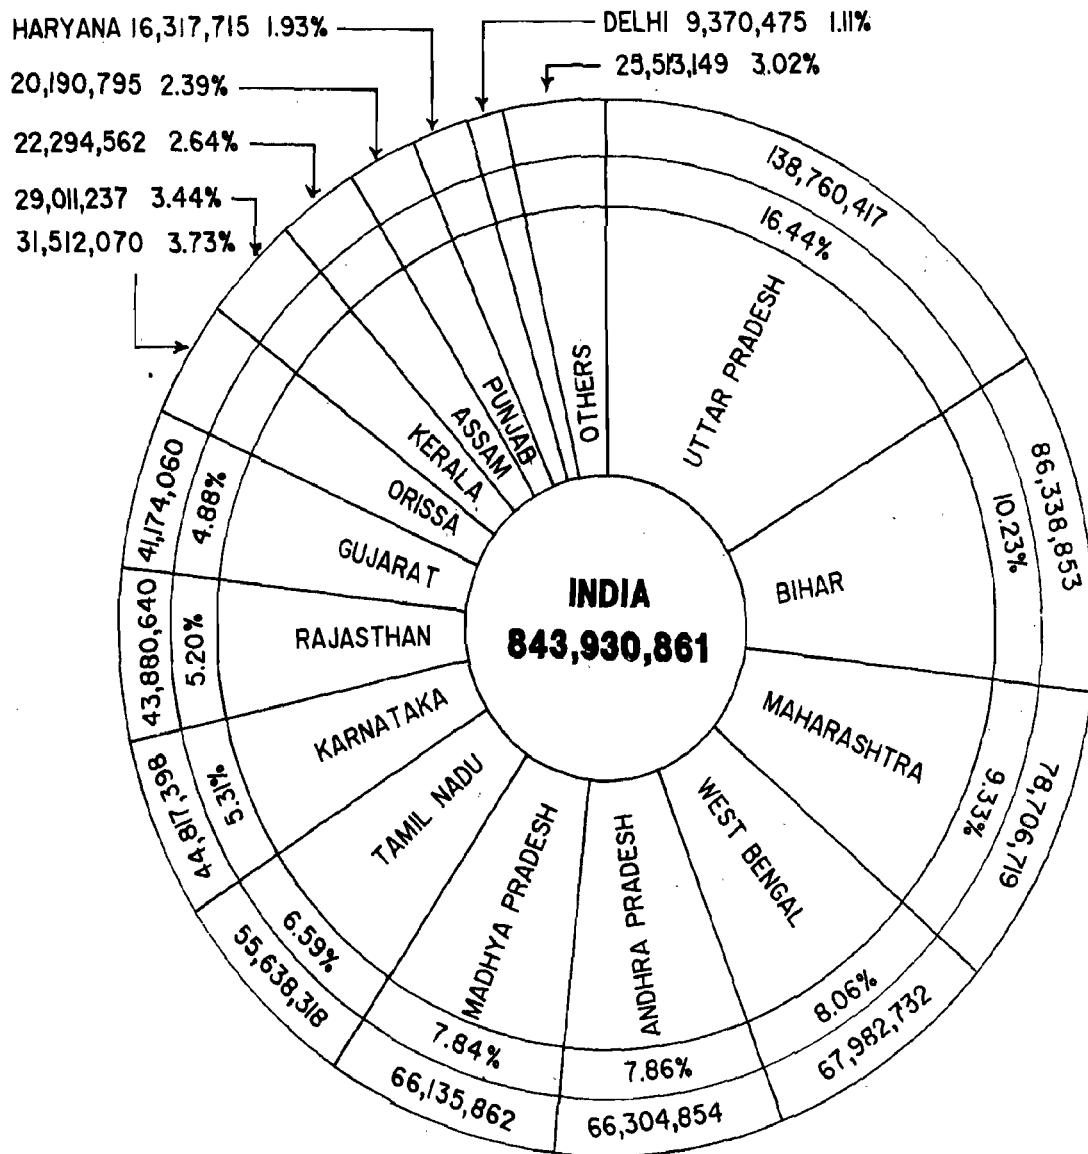 HARYANA 16,317,715 1.93%
DELHI 9,370,475 1.11%
20,190,795 2.39%
25,513,149 3.02%
22,294,562 2.64%
29,011,237 3.44%
31,512,070 3.73%
138,760,417
16.44%
UTTAR PRADESH
86,338,853
10.23%
BIHAR
78,706,719
9.33%
MAHARASHTRA
67,982,732
8.06%
WEST BENGAL
66,304,854
7.86%
ANDHRA PRADESH
66,135,862
7.84%
MADHYA PRADESH
55,638,318
6.59%
TAMIL NADU
44,817,398
5.31%
KARNATAKA
43,880,640
5.20%
RAJASTHAN
41,174,060
4.88%
GUJARAT
ORISSA
KERALA
ASSAM
PUNJAB
OTHERS
INDIA
843,930,861